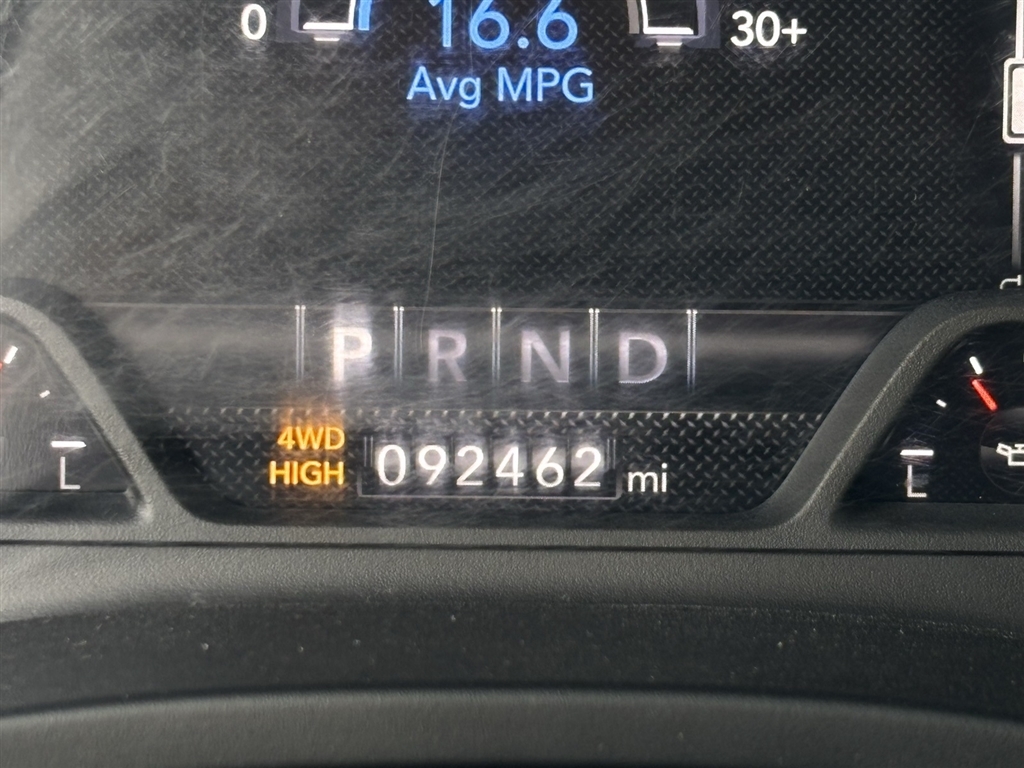 0 16.6 30+
Avg MPG
P R N D
4WD
HIGH 092462 mi
L L